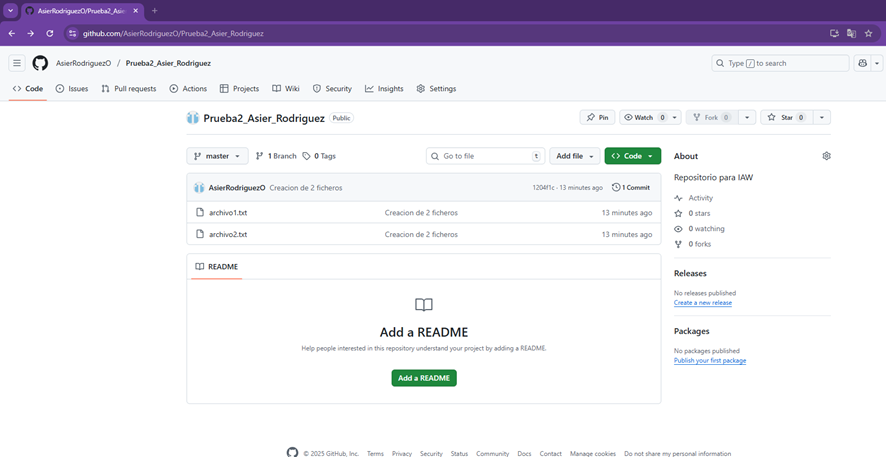 AsierRodriguezO/Prueba2_Asier
github.com/AsierRodriguezO/Prueba2_Asier_Rodriguez
AsierRodriguezO / Prueba2_Asier_Rodriguez
Type / to search
Code Issues Pull requests Actions Projects Wiki Security Insights Settings
Prueba2_Asier_Rodriguez Public
Pin Watch 0 Fork 0 Star 0
master 1 Branch 0 Tags Go to file t Add file Code
About
Repositorio para IAW
AsierRodriguezO Creacion de 2 ficheros 1204f1c · 13 minutes ago 1 Commit
archivo1.txt Creacion de 2 ficheros 13 minutes ago
archivo2.txt Creacion de 2 ficheros 13 minutes ago
Activity
0 stars
0 watching
0 forks
README
Add a README
Help people interested in this repository understand your project by adding a README.
Add a README
Releases
No releases published
Create a new release
Packages
No packages published
Publish your first package
© 2025 GitHub, Inc. Terms Privacy Security Status Community Docs Contact Manage cookies Do not share my personal information